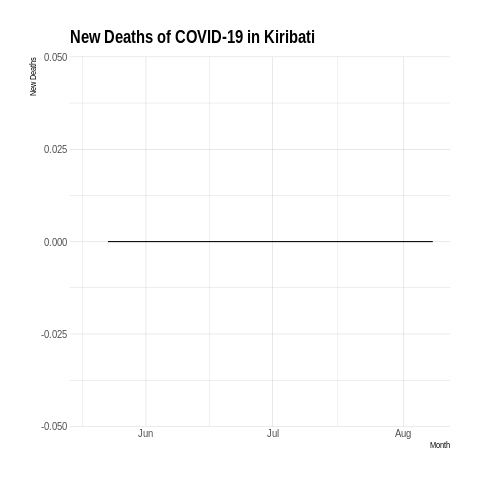 New Deaths of COVID-19 in Kiribati
New Deaths
0.050
0.025
0.000
-0.025
-0.050
Jun Jul Aug
Month